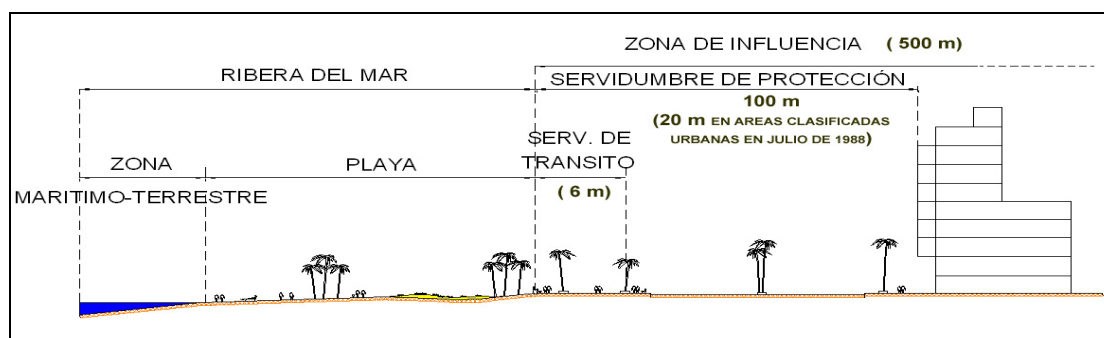 ZONA DE INFLUENCIA ( 500 m)
RIBERA DEL MAR
SERVIDUMBRE DE PROTECCIÓN
100 m
(20 m EN AREAS CLASIFICADAS
URBANAS EN JULIO DE 1988)
SERV. DE
TRANSITO
( 6 m)
ZONA
MARITIMO-TERRESTRE
PLAYA